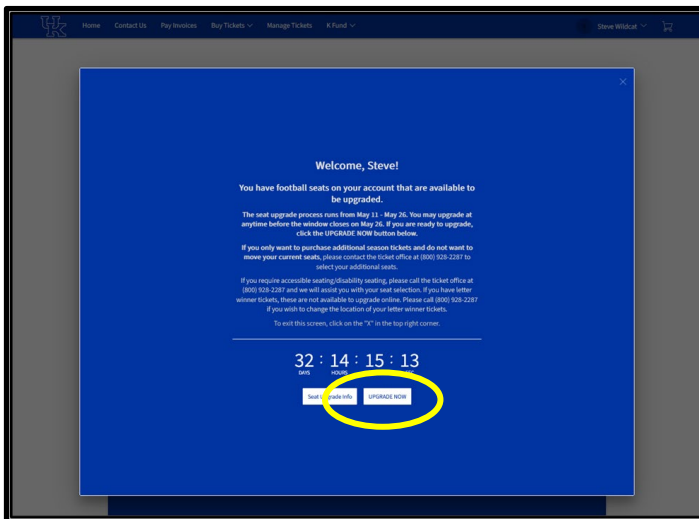 UK
Home Contact Us Pay Invoices Buy Tickets Manage Tickets K Fund Steve Wildcat
Welcome, Steve!
You have football seats on your account that are available to
be upgraded.
The seat upgrade process runs from May 11 - May 26. You may upgrade at
anytime before the window closes on May 26. If you are ready to upgrade,
click the UPGRADE NOW button below.
If you only want to purchase additional season tickets and do not want to
move your current seats, please contact the ticket office at (800) 928-2287 to
select your additional seats.
If you require accessible seating/disability seating, please call the ticket office at
(800) 928-2287 and we will assist you with your seat selection. If you have letter
winner tickets, these are not available to upgrade online. Please call (800) 928-2287
if you wish to change the location of your letter winner tickets.
To exit this screen, click on the "X" in the top right corner.
32 : 14 : 15 : 13
DAYS HOURS
Seat Upgrade Info UPGRADE NOW